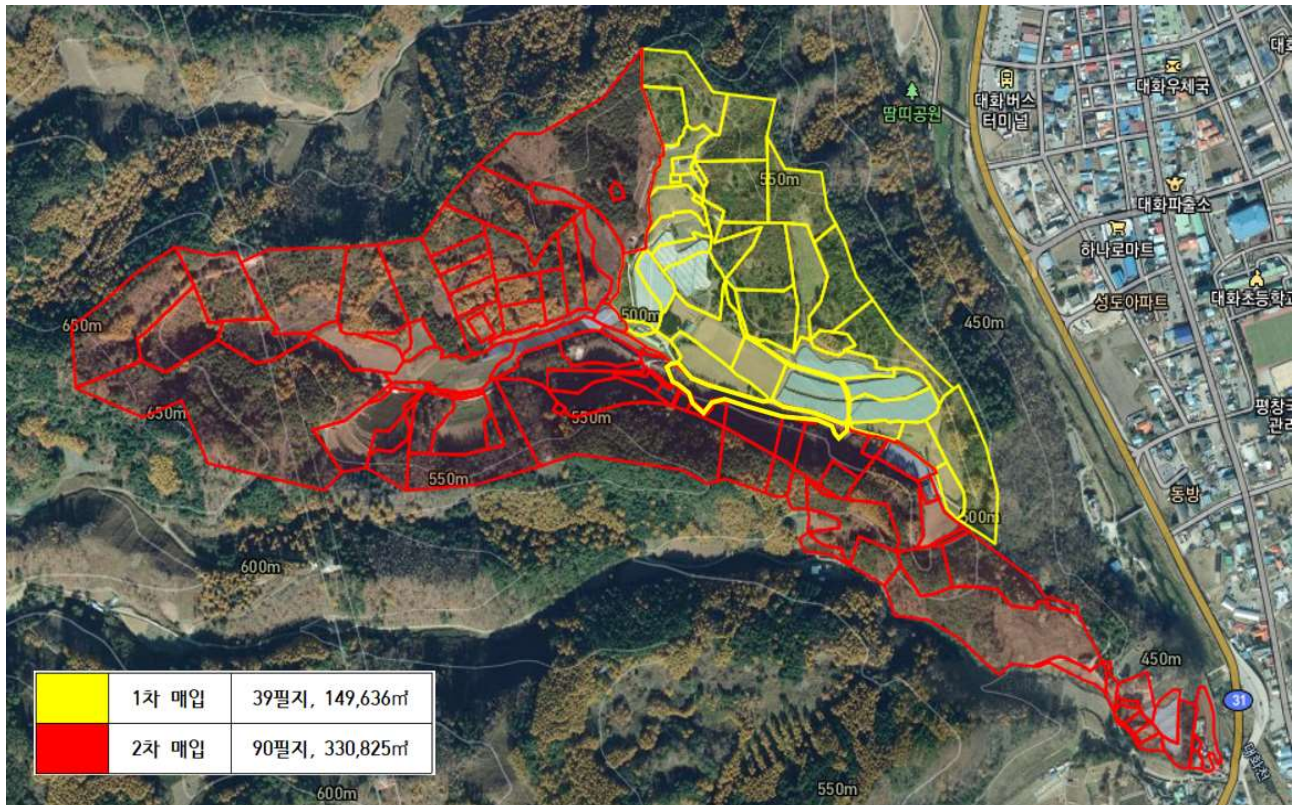 땀띠공원
대화버스
터미널
대화우체국
대화파출소
하나로마트
성도아파트
대화초등학교
평창국
관리
동방
31
대화천
550m
500m
450m
650m
650m
550m
550m
500m
600m
450m
600m
550m
1차 매입 39필지, 149,636㎡
2차 매입 90필지, 330,825㎡